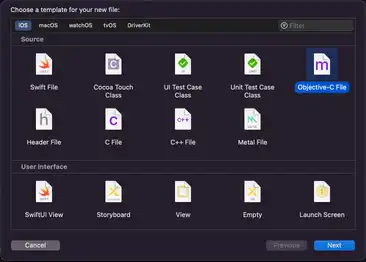 Choose a template for your new file:
iOS macOS watchOS tvOS DriverKit Filter
Source
Swift File Cocoa Touch Class UI Test Case Class Unit Test Case Class Objective-C File
Header File C File C++ File Metal File
User Interface
SwiftUI View Storyboard View Empty Launch Screen
Cancel Previous Next